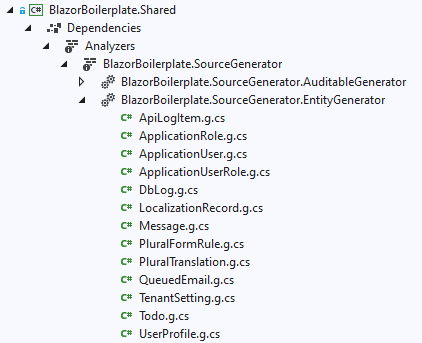 C# BlazorBoilerplate.Shared
Dependencies
Analyzers
BlazorBoilerplate.SourceGenerator
BlazorBoilerplate.SourceGenerator.AuditableGenerator
BlazorBoilerplate.SourceGenerator.EntityGenerator
C# ApiLogItem.g.cs
C# ApplicationRole.g.cs
C# ApplicationUser.g.cs
C# ApplicationUserRole.g.cs
C# DbLog.g.cs
C# LocalizationRecord.g.cs
C# Message.g.cs
C# PluralFormRule.g.cs
C# PluralTranslation.g.cs
C# QueuedEmail.g.cs
C# TenantSetting.g.cs
C# Todo.g.cs
C# UserProfile.g.cs